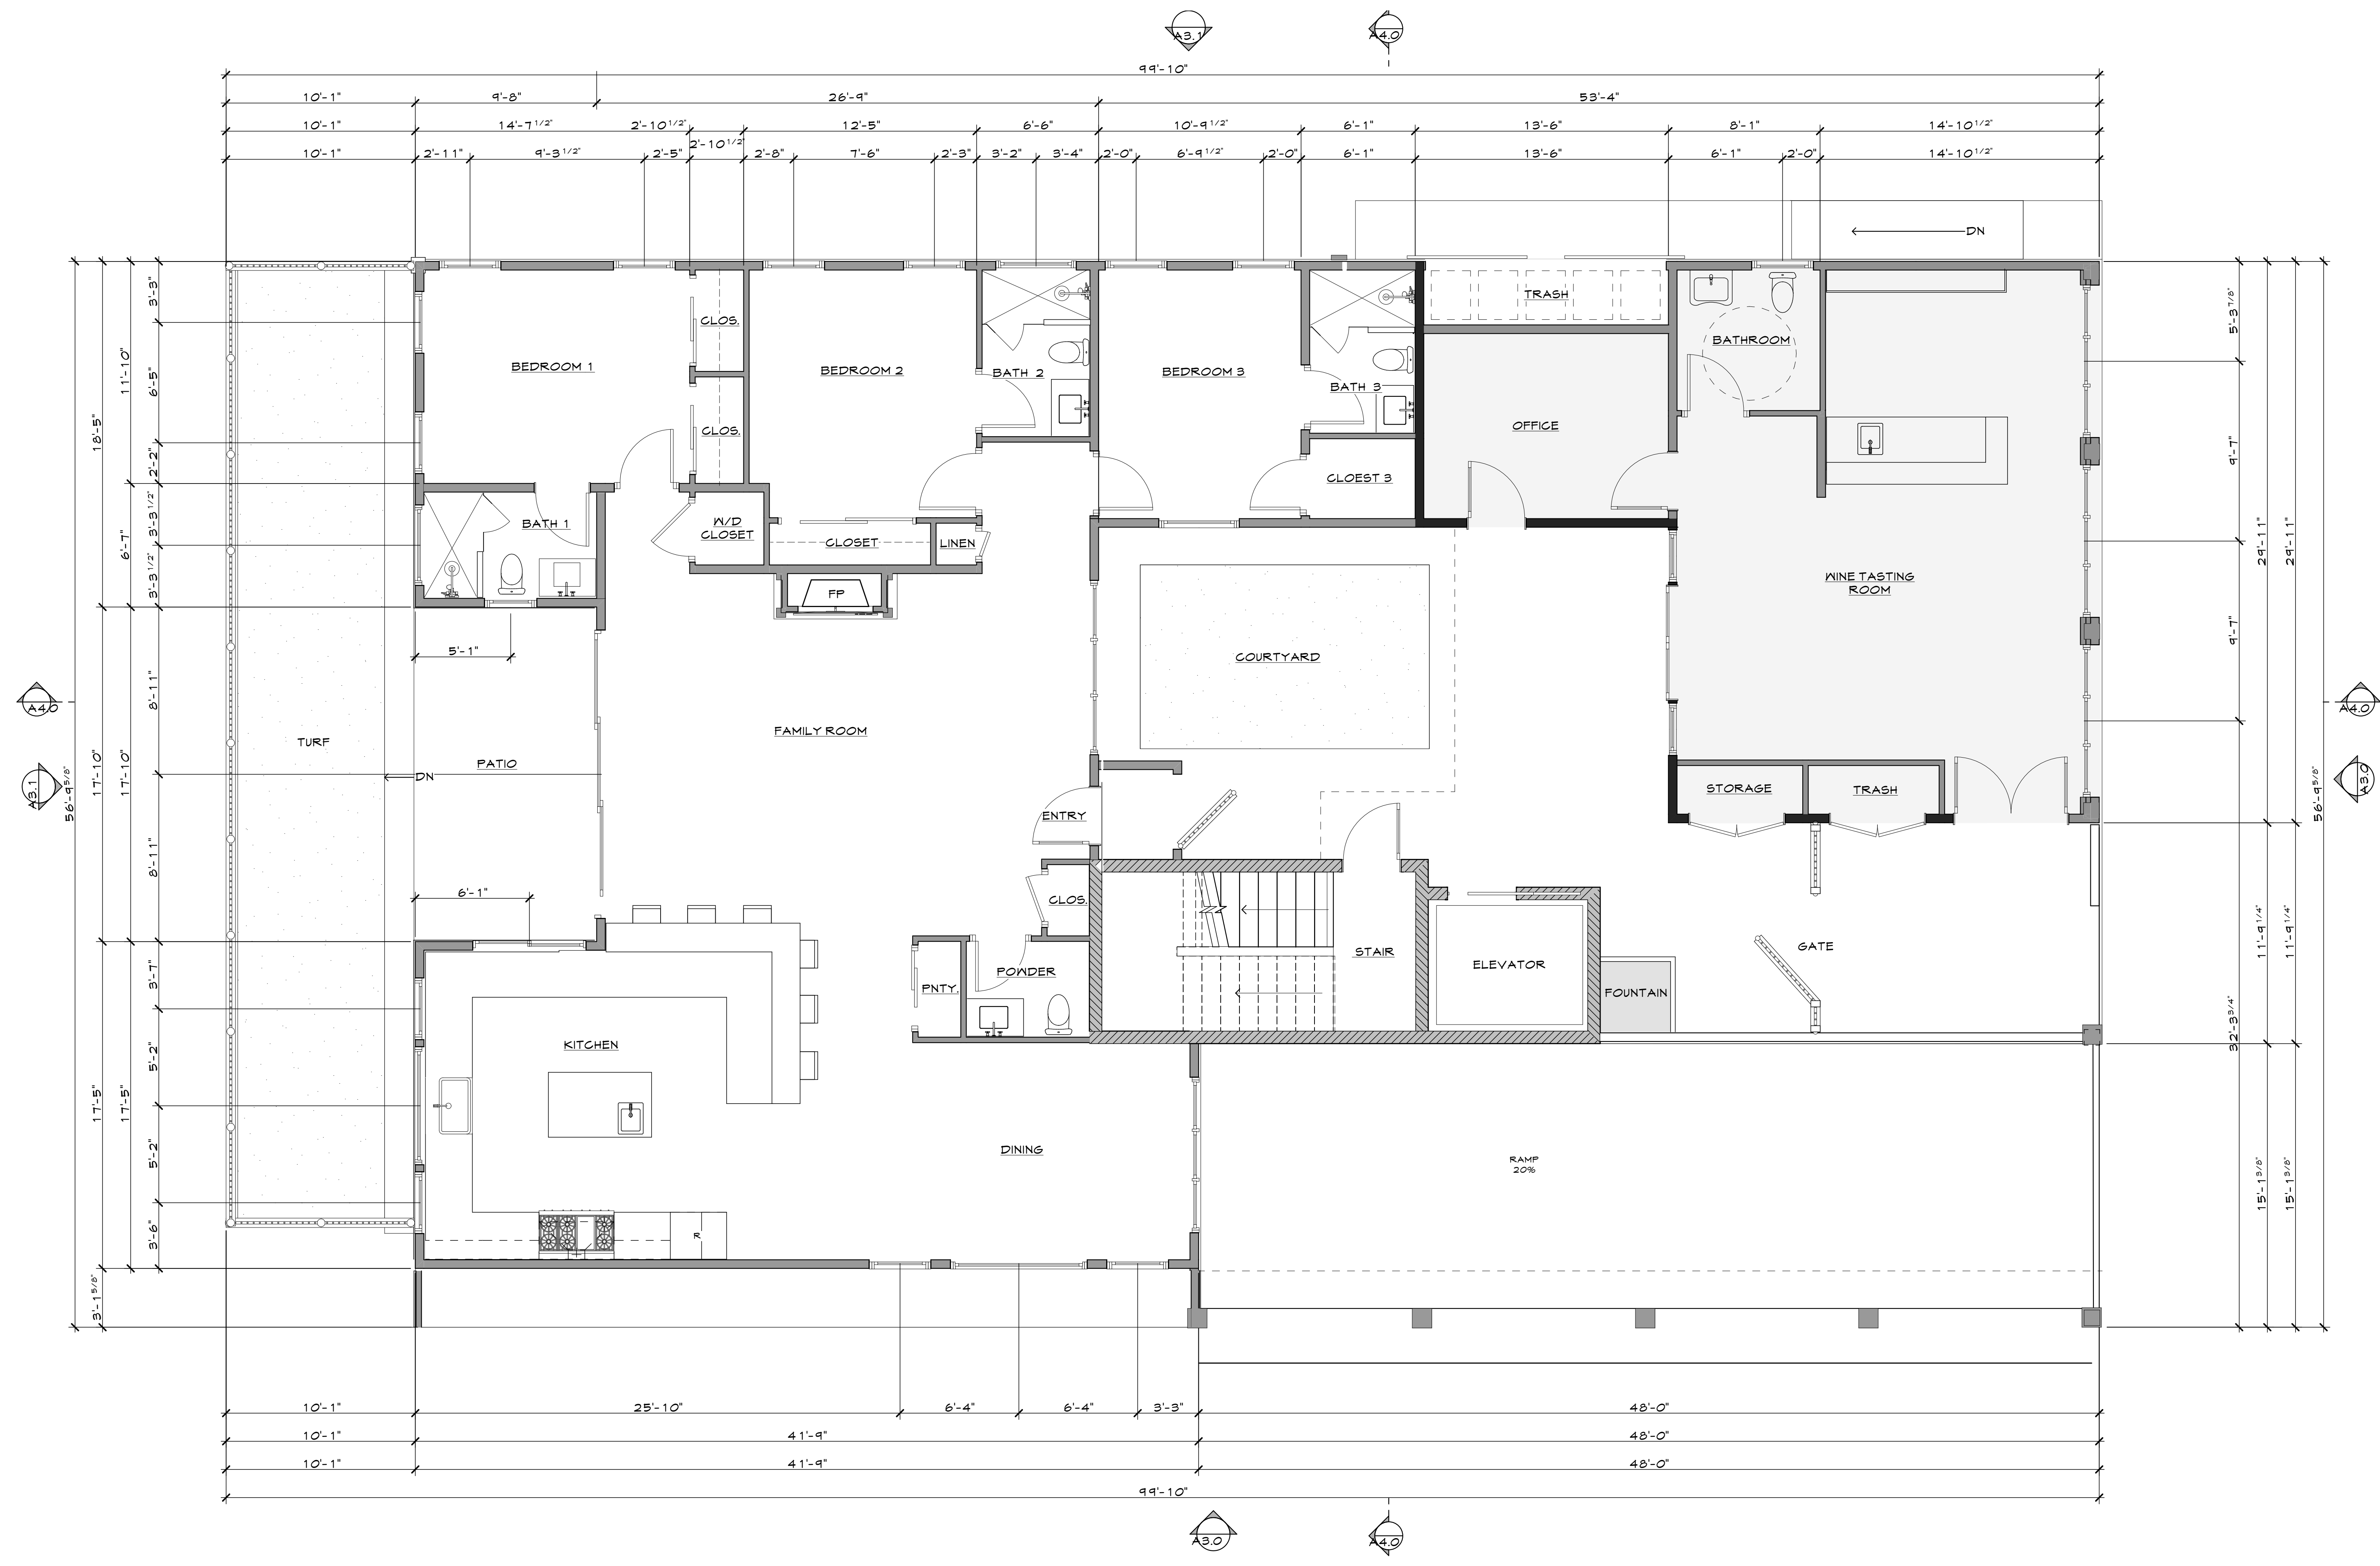 A3.1
A4.0
99'-10"
10'-1"
9'-8"
26'-9"
53'-4"
10'-1"
14'-7 1/2"
2'-10 1/2"
12'-5"
6'-6"
10'-9 1/2"
6'-1"
13'-6"
8'-1"
14'-10 1/2"
2'-10 1/2"
10'-1"
2'-11"
9'-3 1/2"
2'-5"
2'-8"
7'-6"
2'-3"
3'-2"
3'-4"
2'-0"
6'-9 1/2"
2'-0"
6'-1"
13'-6"
6'-1"
2'-0"
14'-10 1/2"
DN
TRASH
CLOS.
BATHROOM
BEDROOM 1
BEDROOM 2
BATH 2
BEDROOM 3
BATH 3
CLOS.
OFFICE
CLOEST 3
BATH 1
W/D
CLOSET
CLOSET
LINEN
WINE TASTING
ROOM
FP
5'-1"
COURTYARD
TURF
FAMILY ROOM
PATIO
DN
STORAGE
TRASH
ENTRY
6'-1"
CLOS.
GATE
STAIR
ELEVATOR
POWDER
PNTY.
FOUNTAIN
KITCHEN
DINING
RAMP
20%
R
56'-9 5/8"
18'-5"
17'-10"
17'-5"
3'-1 5/8"
11'-10"
6'-7"
17'-10"
17'-5"
3'-3"
6'-5"
2'-2"
3'-3 1/2"
3'-3 1/2"
8'-11"
8'-11"
3'-7"
5'-2"
5'-2"
3'-6"
A4.0
A3.1
5'-3 7/8"
9'-7"
9'-7"
32'-3 3/4"
29'-1 1"
11'-9 1/4"
15'-1 3/8"
29'-1 1"
11'-9 1/4"
15'-1 3/8"
56'-9 5/8"
A4.0
A3.0
10'-1"
25'-10"
6'-4"
6'-4"
3'-3"
48'-0"
10'-1"
41'-9"
48'-0"
10'-1"
41'-9"
48'-0"
99'-10"
A3.0
A4.0